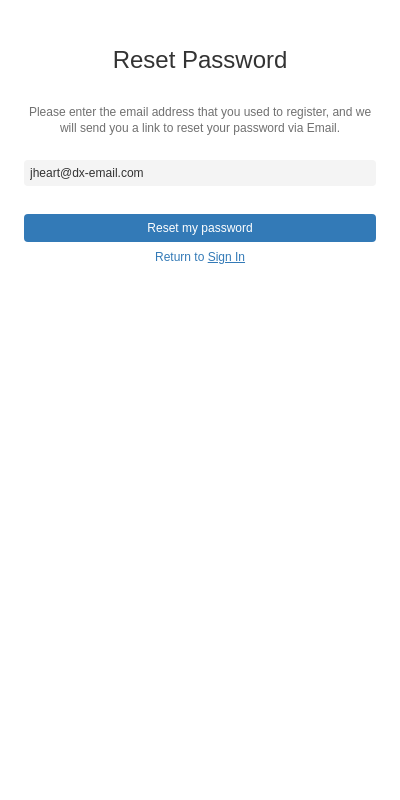 Reset Password
Please enter the email address that you used to register, and we
will send you a link to reset your password via Email.
jheart@dx-email.com
Reset my password
Return to Sign In